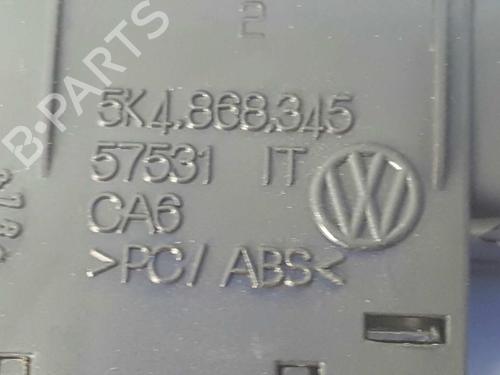 2
5K4.868.345
57531 IT
CA6
>PC/ABS<
B-PARTS